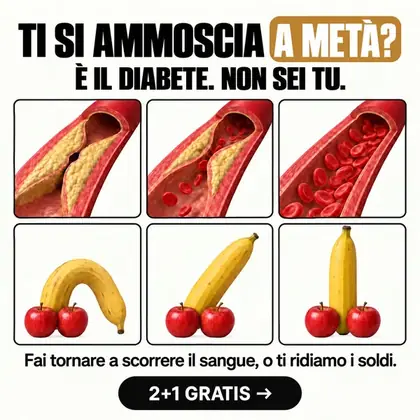 TI SI AMMOSCIA A METÀ?
È IL DIABETE. NON SEI TU.
Fai tornare a scorrere il sangue, o ti ridiamo i soldi.
2+1 GRATIS →